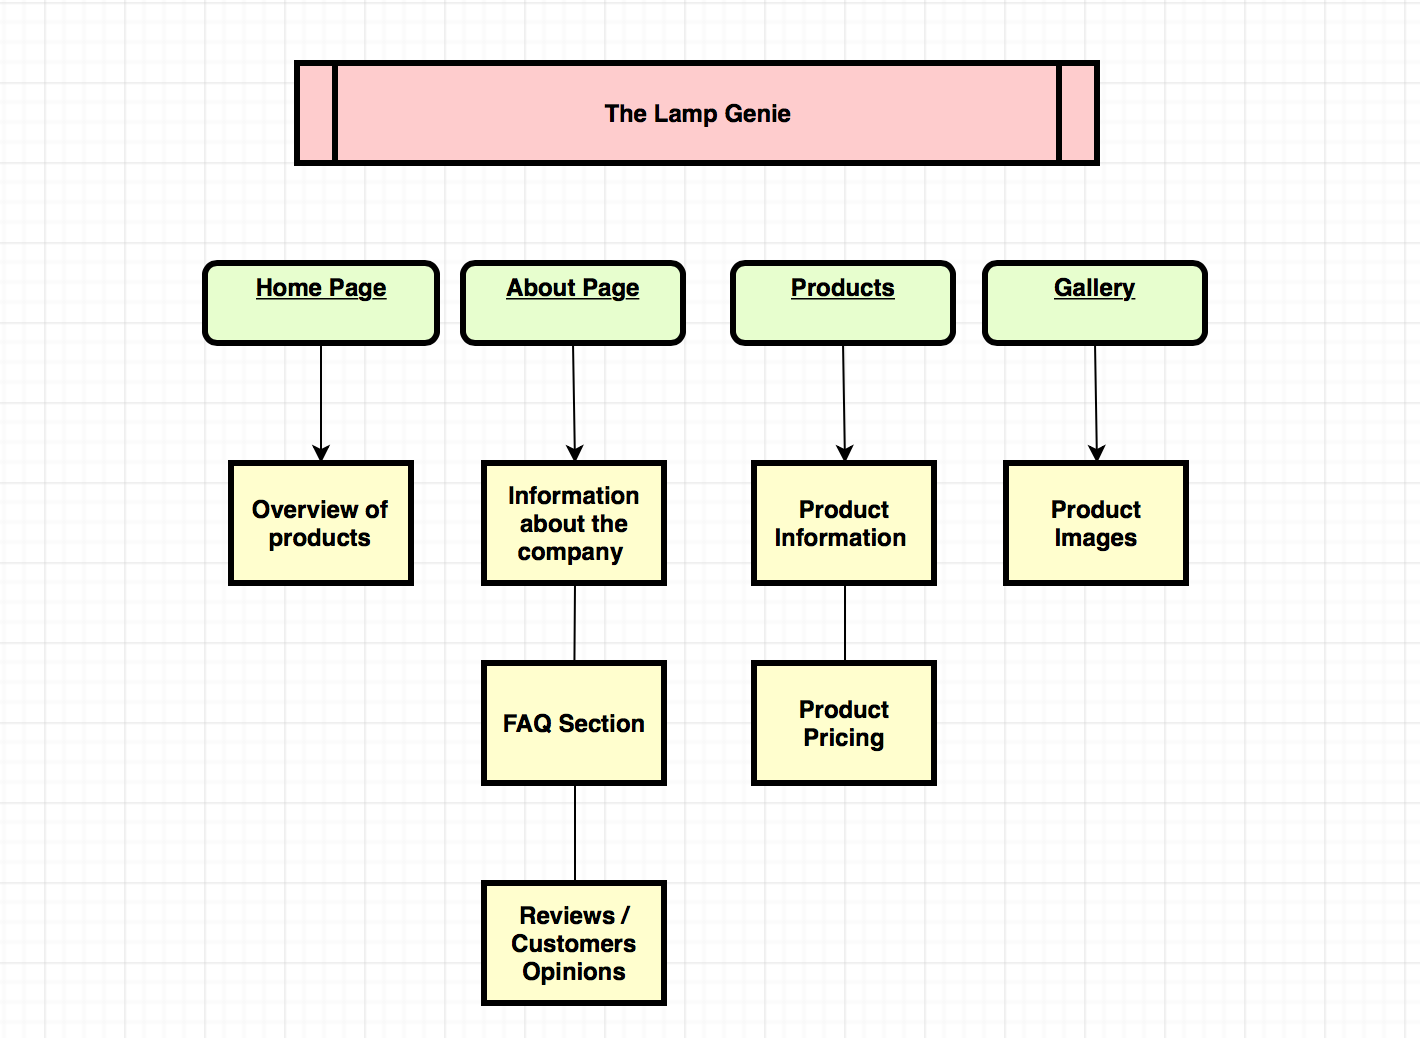 The Lamp Genie
Home Page
About Page
Products
Gallery
Overview of
products
Information
about the
company
Product
Information
Product
Images
FAQ Section
Product
Pricing
Reviews /
Customers
Opinions